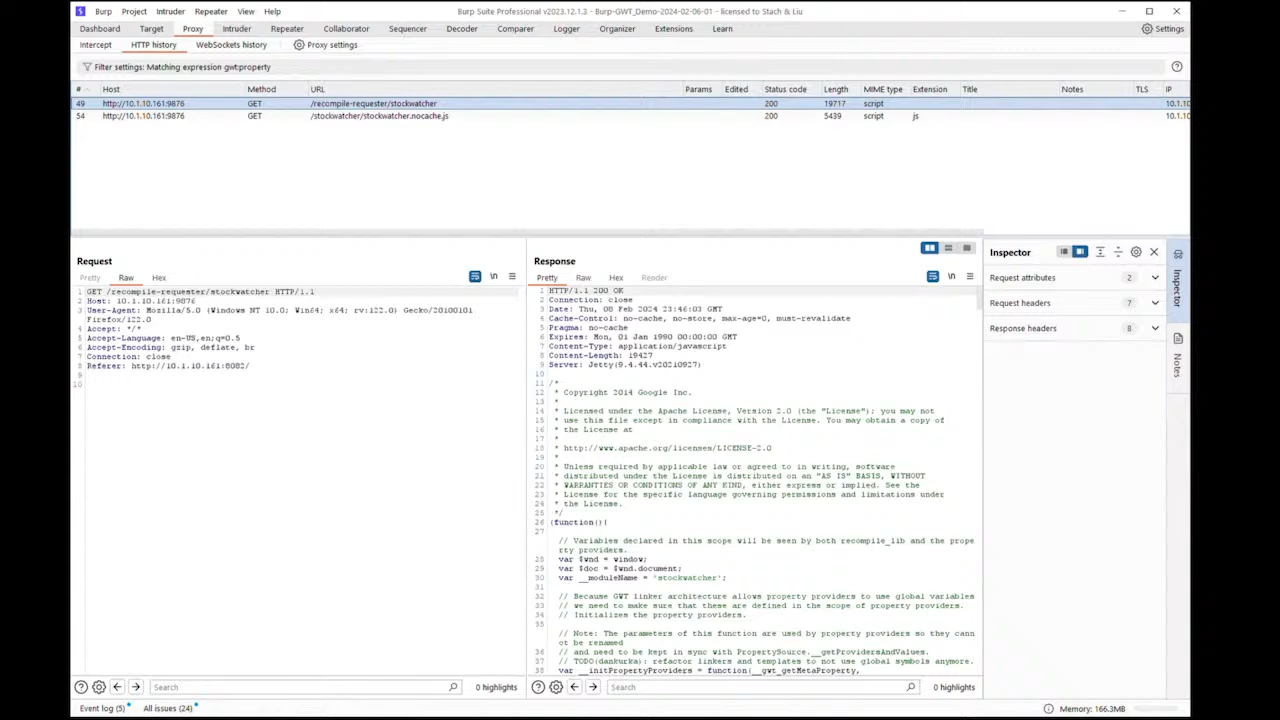 Burp Project Intruder Repeater View Help Burp Suite Professional v2023.12.1.3 - Burp-GWT_Demo-2024-02-06-01 - licensed to Stach & Liu
Dashboard Target Proxy Intruder Repeater Collaborator Sequencer Decoder Comparer Logger Organizer Extensions Learn Settings
Intercept HTTP history WebSockets history Proxy settings
Filter settings: Matching expression gwt:property
# Host Method URL Params Edited Status code Length MIME type Extension Title Notes TLS IP
49 http://10.1.10.161:9876 GET /recompile-requester/stockwatcher 200 19717 script 10.1.10
54 http://10.1.10.161:9876 GET /stockwatcher/stockwatcher.nocache.js 200 5439 script js 10.1.10
Request
Pretty Raw Hex \n
1 GET /recompile-requester/stockwatcher HTTP/1.1
2 Host: 10.1.10.161:9876
3 User-Agent: Mozilla/5.0 (Windows NT 10.0; Win64; x64; rv:122.0) Gecko/20100101
Firefox/122.0
4 Accept: */*
5 Accept-Language: en-US,en;q=0.5
6 Accept-Encoding: gzip, deflate, br
7 Connection: close
8 Referer: http://10.1.10.161:8082/
9
10
Search 0 highlights
Response
Pretty Raw Hex Render \n
1 HTTP/1.1 200 OK
2 Connection: close
3 Date: Thu, 08 Feb 2024 23:46:03 GMT
4 Cache-Control: no-cache, no-store, max-age=0, must-revalidate
5 Pragma: no-cache
6 Expires: Mon, 01 Jan 1990 00:00:00 GMT
7 Content-Type: application/javascript
8 Content-Length: 19427
9 Server: Jetty(9.4.44.v20210927)
10
11 /*
12 * Copyright 2014 Google Inc.
13 *
14 * Licensed under the Apache License, Version 2.0 (the "License"); you may not
15 * use this file except in compliance with the License. You may obtain a copy of
16 * the License at
17 *
18 * http://www.apache.org/licenses/LICENSE-2.0
19 *
20 * Unless required by applicable law or agreed to in writing, software
21 * distributed under the License is distributed on an "AS IS" BASIS, WITHOUT
22 * WARRANTIES OR CONDITIONS OF ANY KIND, either express or implied. See the
23 * License for the specific language governing permissions and limitations under
24 * the License.
25 */
26 (function(){
27
// Variables declared in this scope will be seen by both recompile_lib and the prope
rty providers.
28 var $wnd = window;
29 var $doc = $wnd.document;
30 var __moduleName = 'stockwatcher';
31
32 // Because GWT linker architecture allows property providers to use global variables
33 // we need to make sure that these are defined in the scope of property providers.
34 // Initializes the property providers.
35
// Note: The parameters of this function are used by property providers so they cann
ot be renamed
36 // and need to be kept in sync with PropertySource.__getProvidersAndValues.
37 // TODO(dankurka): refactor linkers and templates to not use global symbols anymore.
38 var __initPropertyProviders = function(__gwt_getMetaProperty,
Search 0 highlights
Inspector
Request attributes 2
Request headers 7
Response headers 8
Inspector
Notes
Event log (5) All issues (24) Memory: 166.3MB